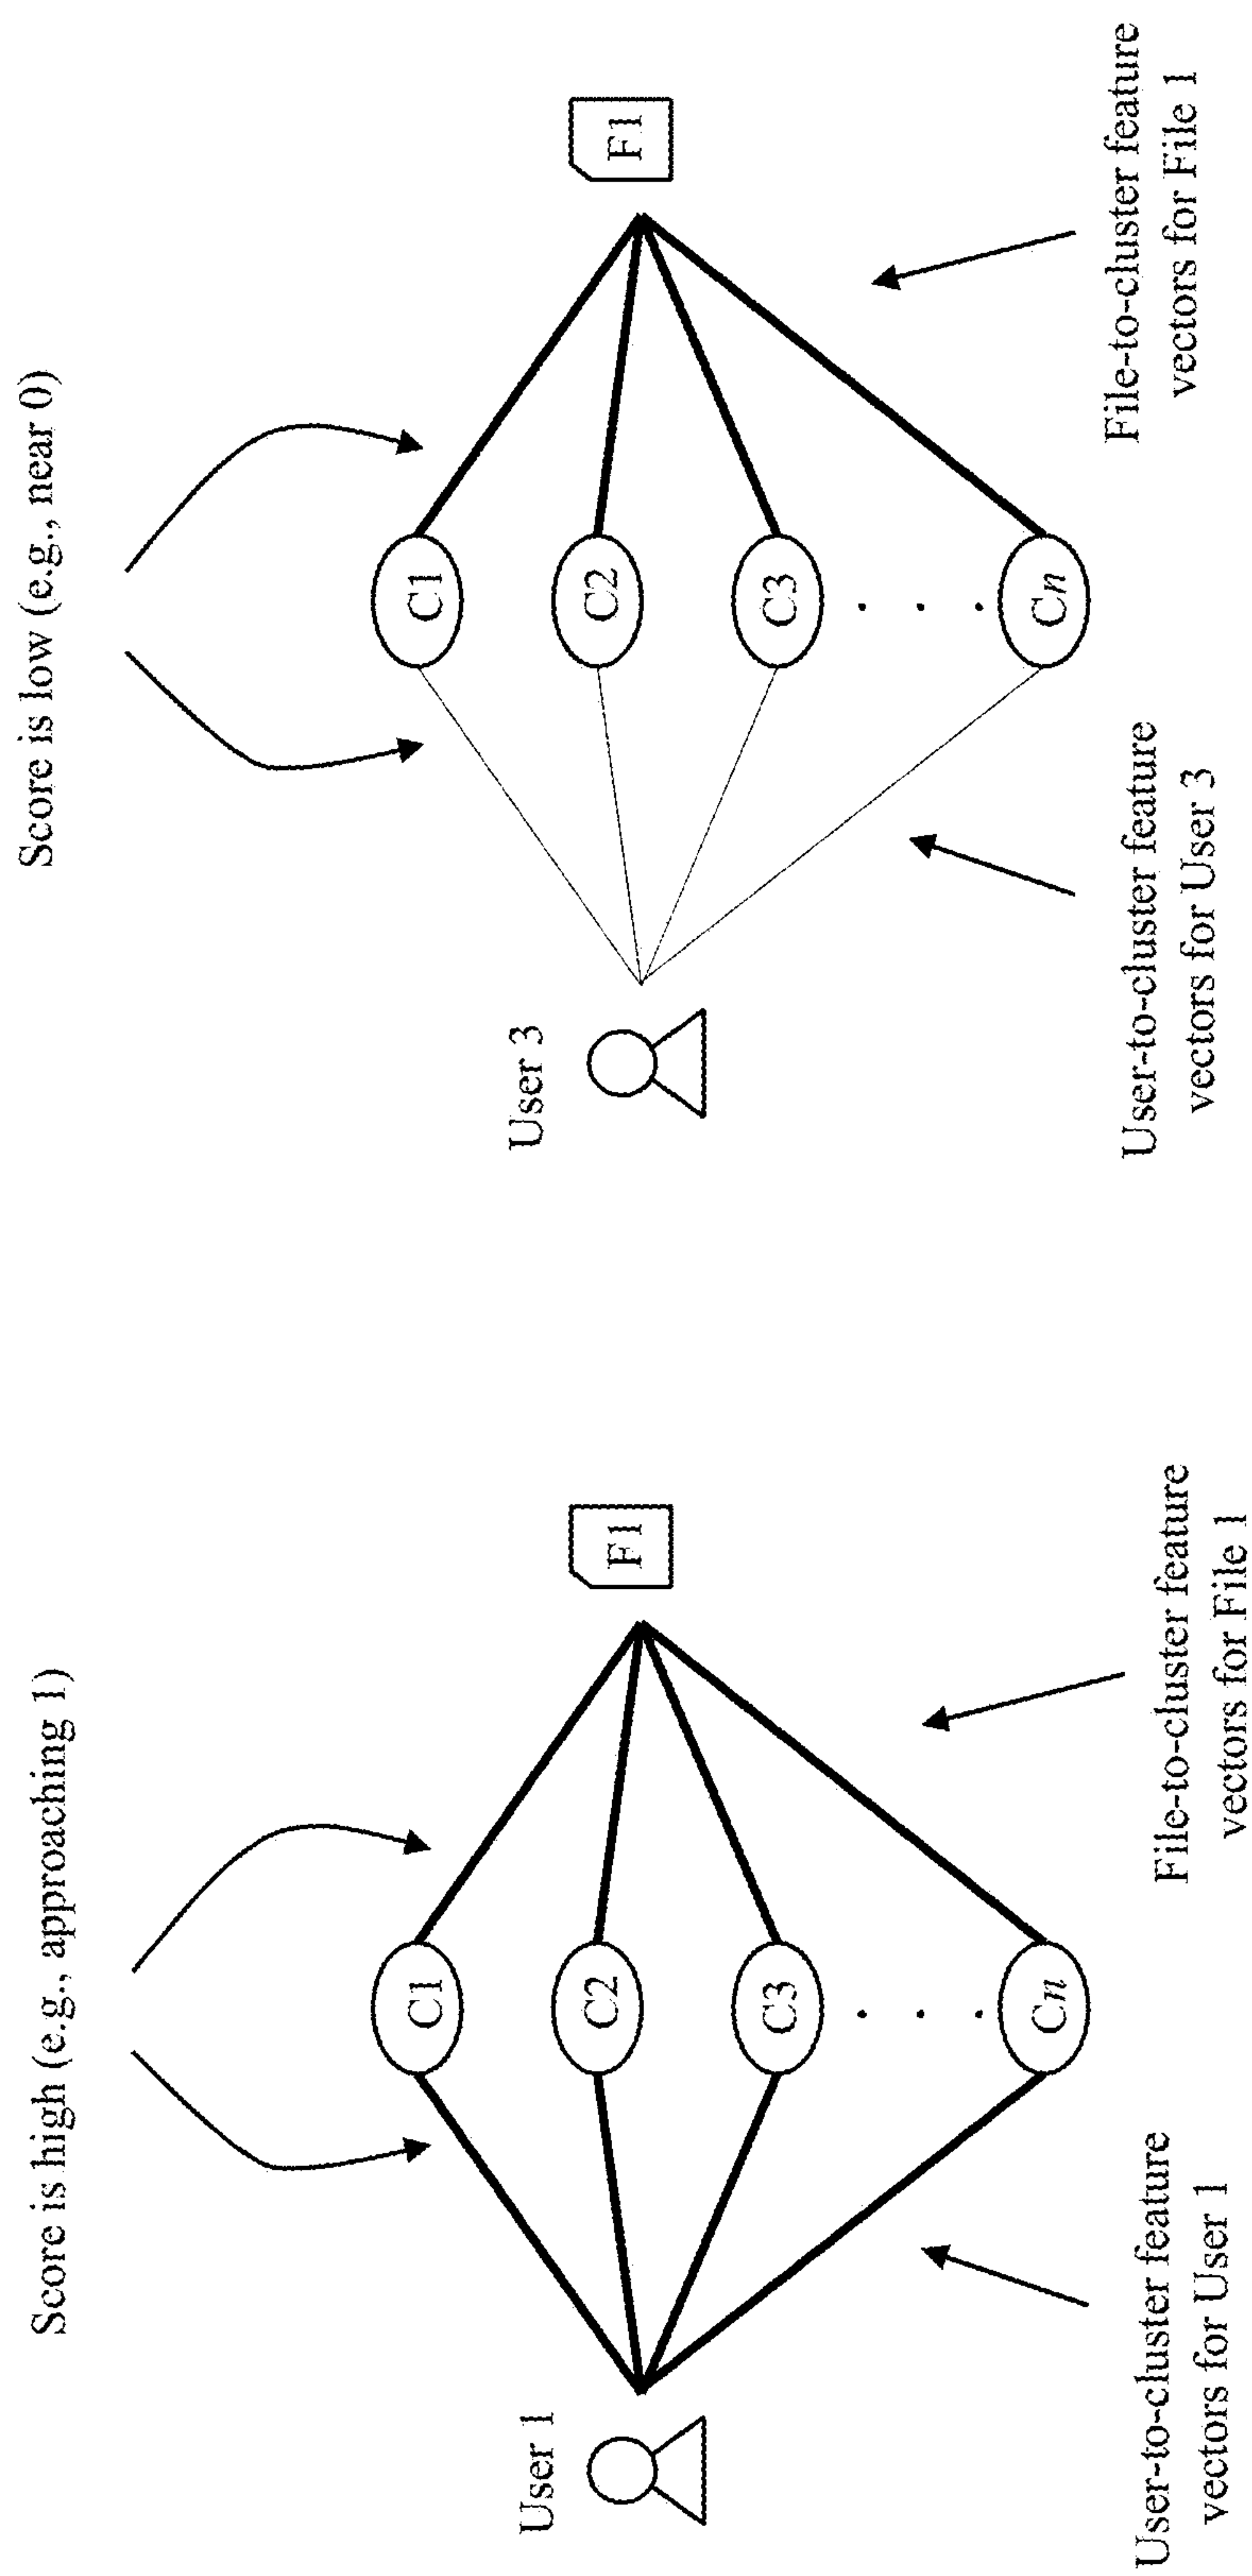 Score is high (e.g., approaching 1)
User 1
C1
C2
C3
. . .
Cn
F1
User-to-cluster feature
vectors for User 1
File-to-cluster feature
vectors for File 1
Score is low (e.g., near 0)
User 3
C1
C2
C3
. . .
Cn
F1
User-to-cluster feature
vectors for User 3
File-to-cluster feature
vectors for File 1